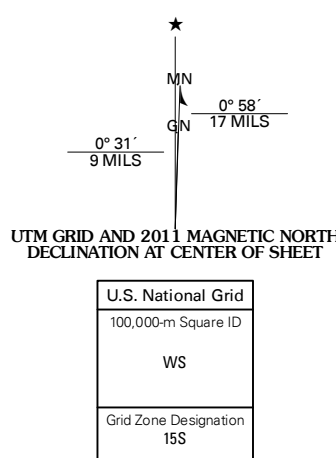 ★
MN
GN
0° 58´
17 MILS
0° 31´
9 MILS
UTM GRID AND 2011 MAGNETIC NORTH
DECLINATION AT CENTER OF SHEET
U.S. National Grid
100,000-m Square ID
WS
Grid Zone Designation
15S